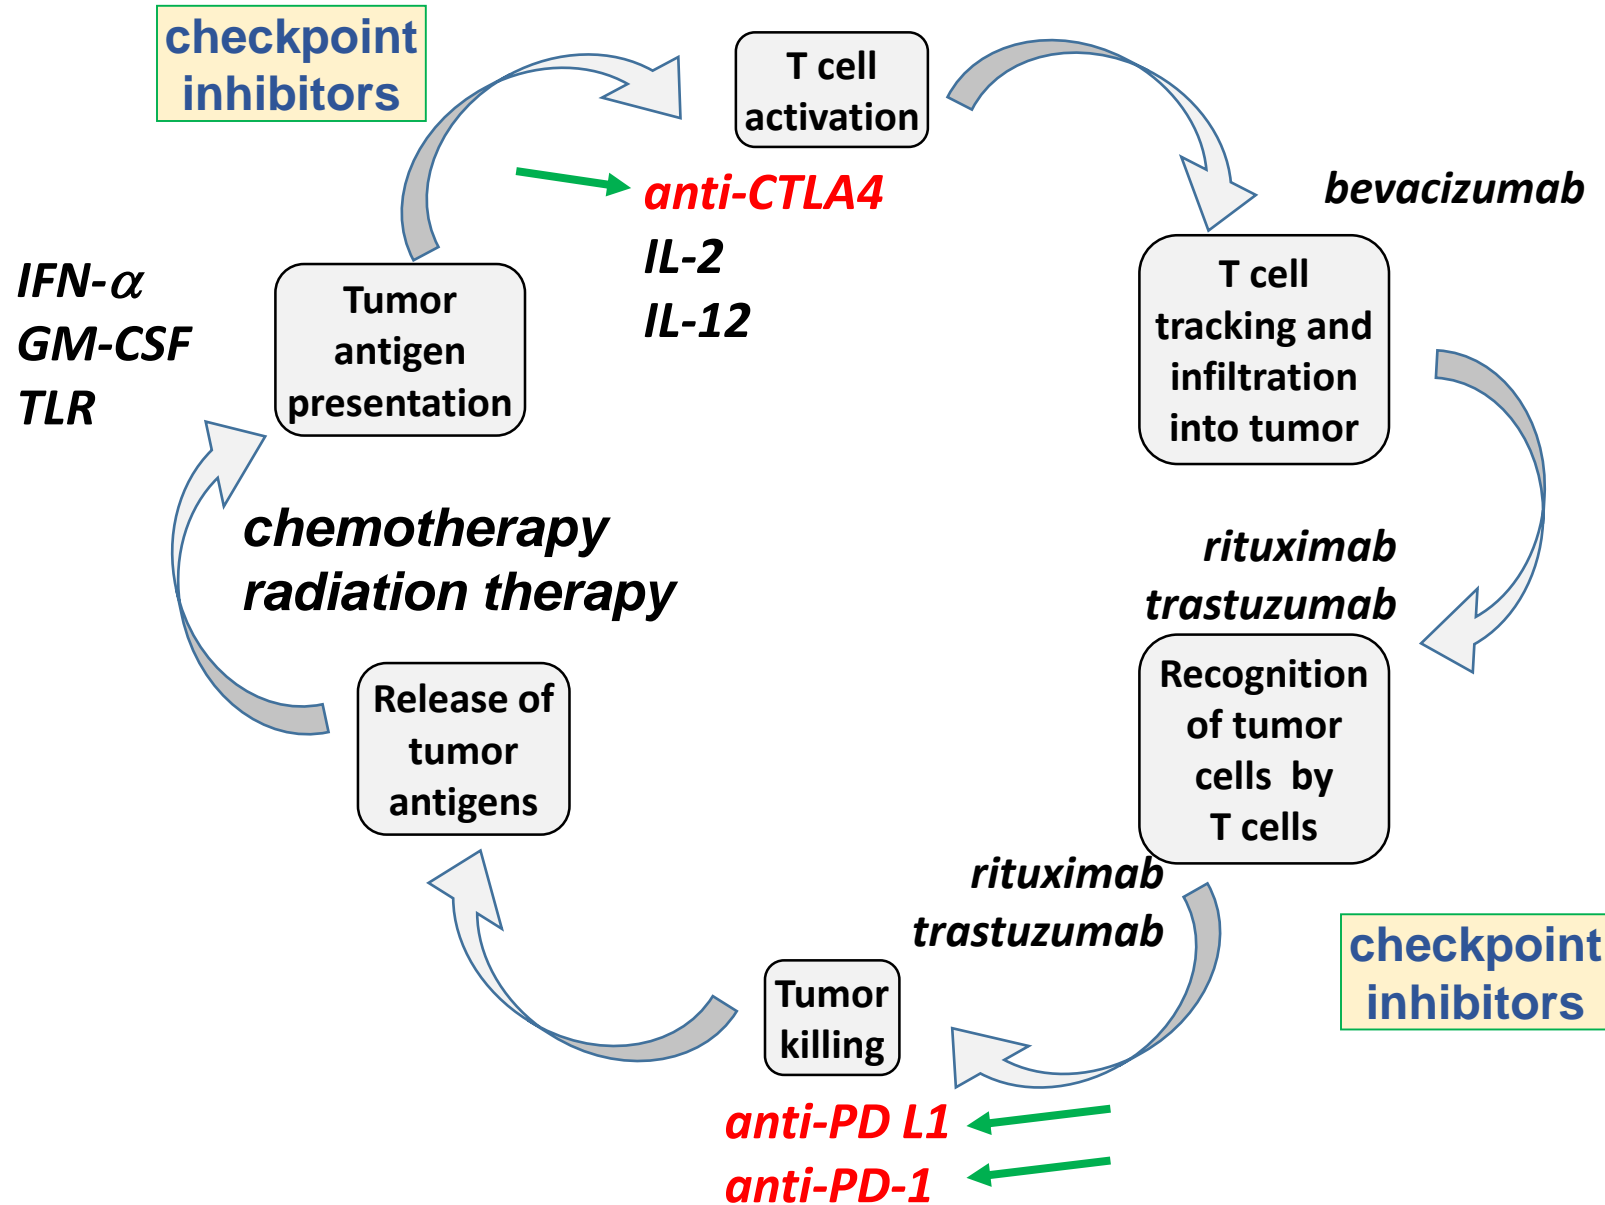 checkpoint
inhibitors
T cell
activation
anti-CTLA4
IL-2
IL-12
bevacizumab
T cell
tracking and
infiltration
into tumor
IFN-α
GM-CSF
TLR
Tumor
antigen
presentation
chemotherapy
radiation therapy
rituximab
trastuzumab
Recognition
of tumor
cells by
T cells
Release of
tumor
antigens
rituximab
trastuzumab
checkpoint
inhibitors
Tumor
killing
anti-PD L1
anti-PD-1